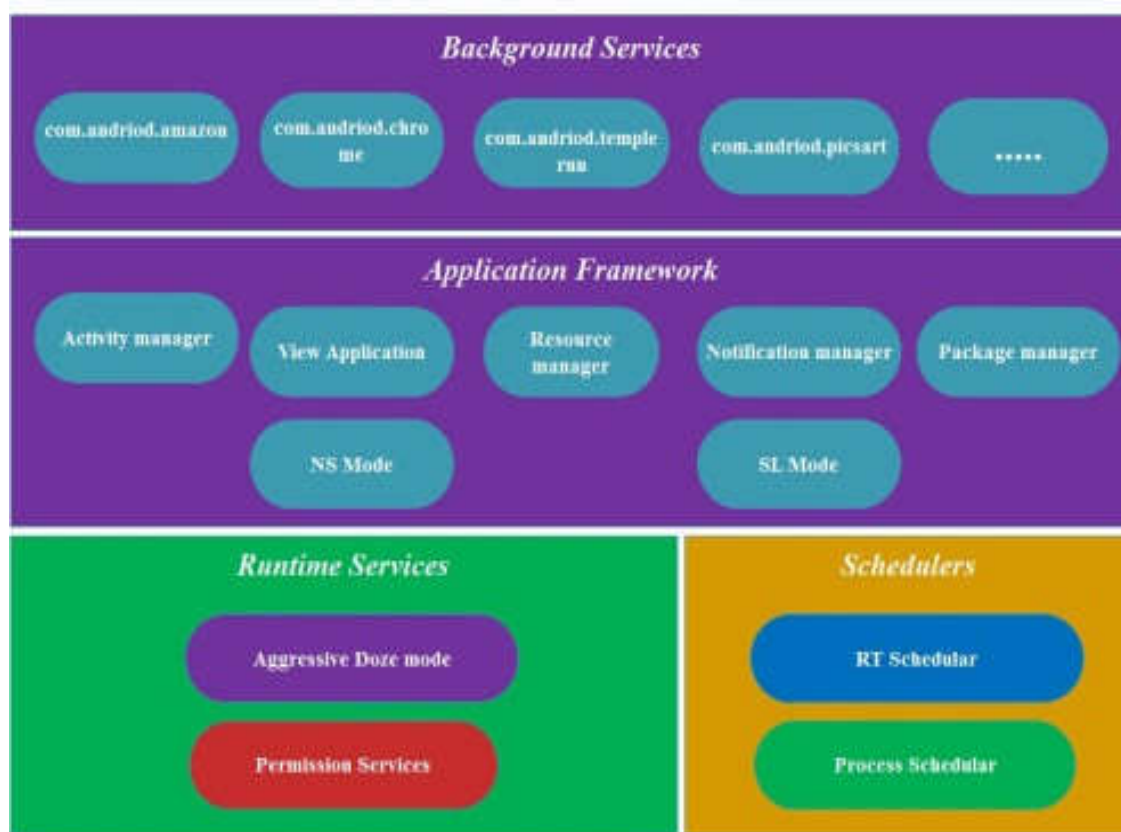 Background Services
com.andriod.amazon
com.andriod.chro
me
com.andriod.temple
run
com.andriod.picsart
.....
Application Framework
Activity manager
View Application
Resource
manager
Notification manager
Package manager
NS Mode
SL Mode
Runtime Services
Aggressive Doze mode
Permission Services
Schedulers
RT Schedular
Process Schedular